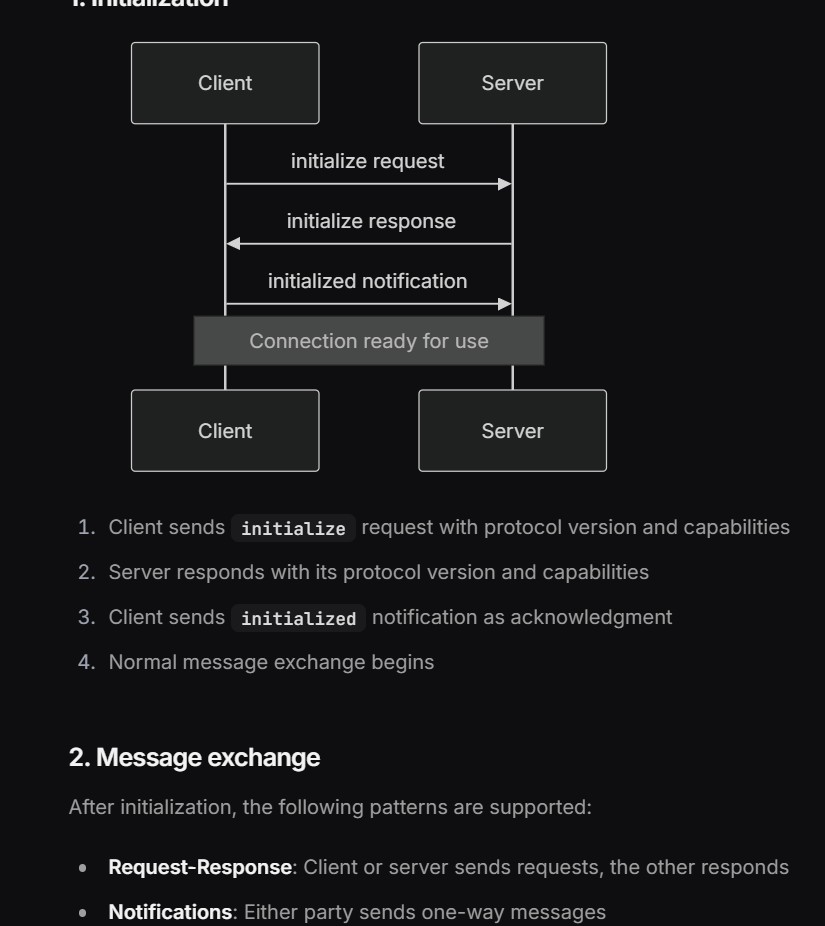 1. Initialization
Client Server
initialize request
initialize response
initialized notification
Connection ready for use
Client Server
1. Client sends initialize request with protocol version and capabilities
2. Server responds with its protocol version and capabilities
3. Client sends initialized notification as acknowledgment
4. Normal message exchange begins
2. Message exchange
After initialization, the following patterns are supported:
• Request-Response: Client or server sends requests, the other responds
• Notifications: Either party sends one-way messages